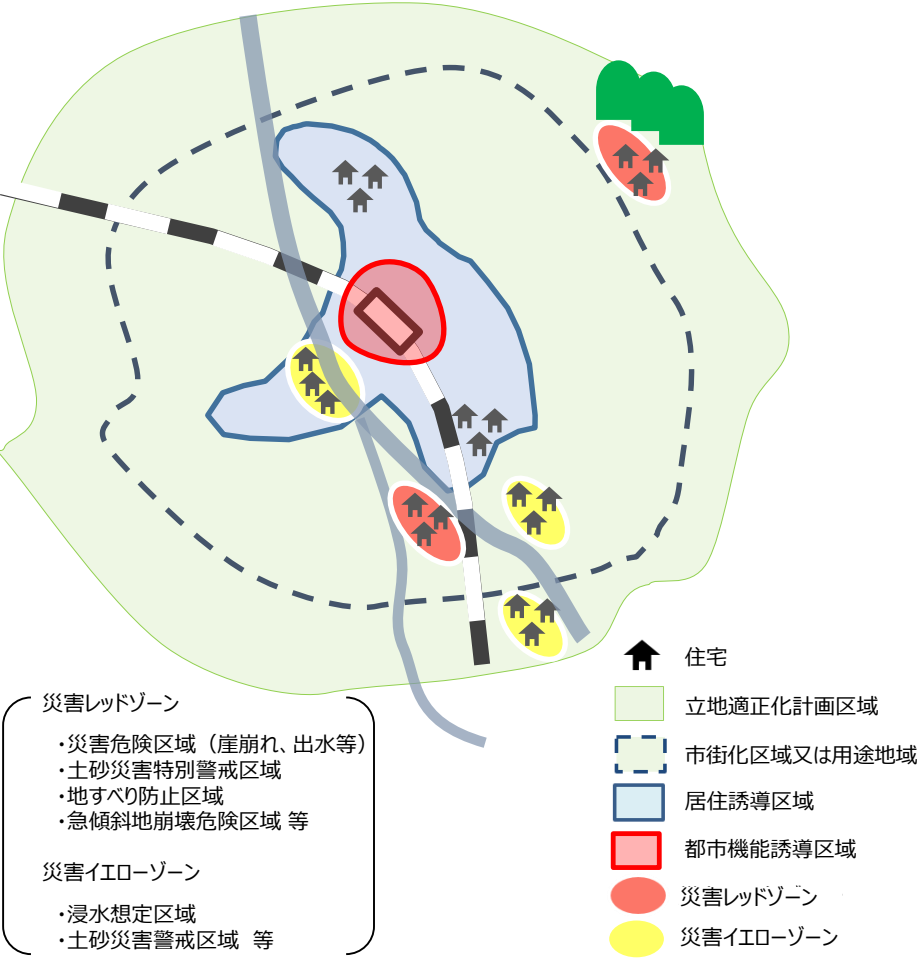 災害レッドゾーン
・災害危険区域（崖崩れ、出水等）
・土砂災害特別警戒区域
・地すべり防止区域
・急傾斜地崩壊危険区域 等
災害イエローゾーン
・浸水想定区域
・土砂災害警戒区域 等
住宅
立地適正化計画区域
市街化区域又は用途地域
居住誘導区域
都市機能誘導区域
災害レッドゾーン
災害イエローゾーン